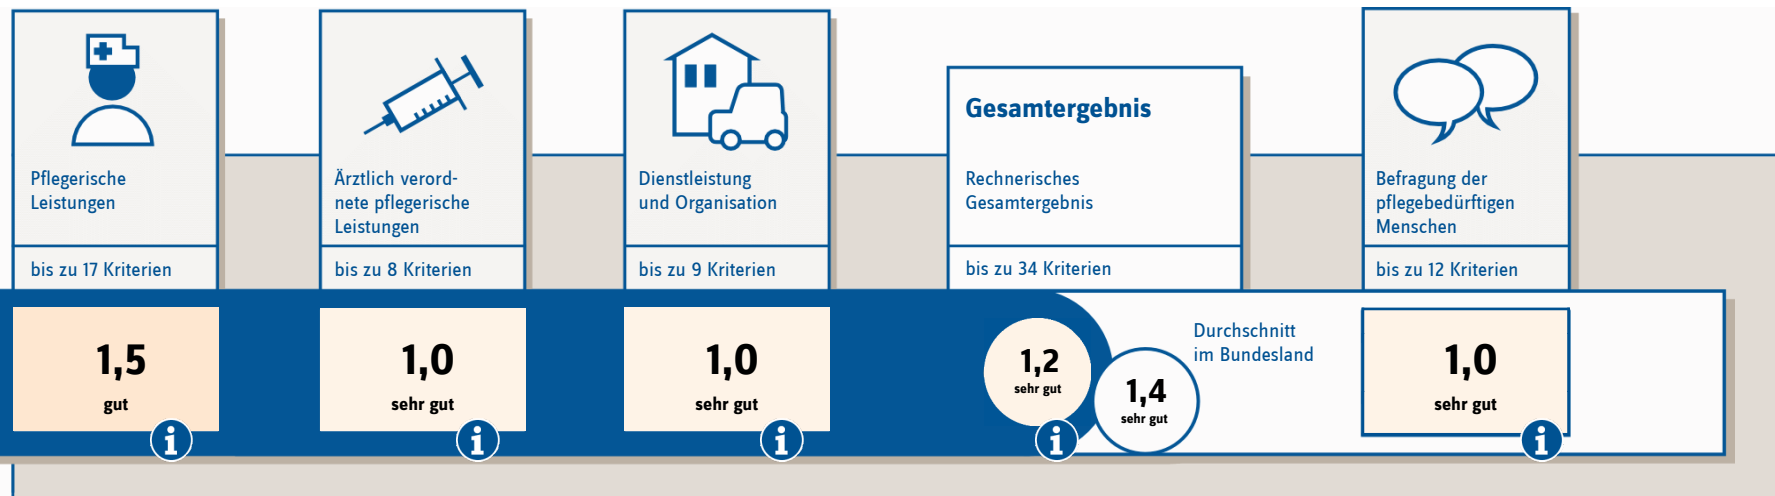 Pflegerische
Leistungen
bis zu 17 Kriterien
1,5
gut
i
Ärztlich verord-
nete pflegerische
Leistungen
bis zu 8 Kriterien
1,0
sehr gut
i
Dienstleistung
und Organisation
bis zu 9 Kriterien
1,0
sehr gut
i
Gesamtergebnis
Rechnerisches
Gesamtergebnis
bis zu 34 Kriterien
1,2
sehr gut
i
1,4
sehr gut
Durchschnitt
im Bundesland
Befragung der
pflegebedürftigen
Menschen
bis zu 12 Kriterien
1,0
sehr gut
i